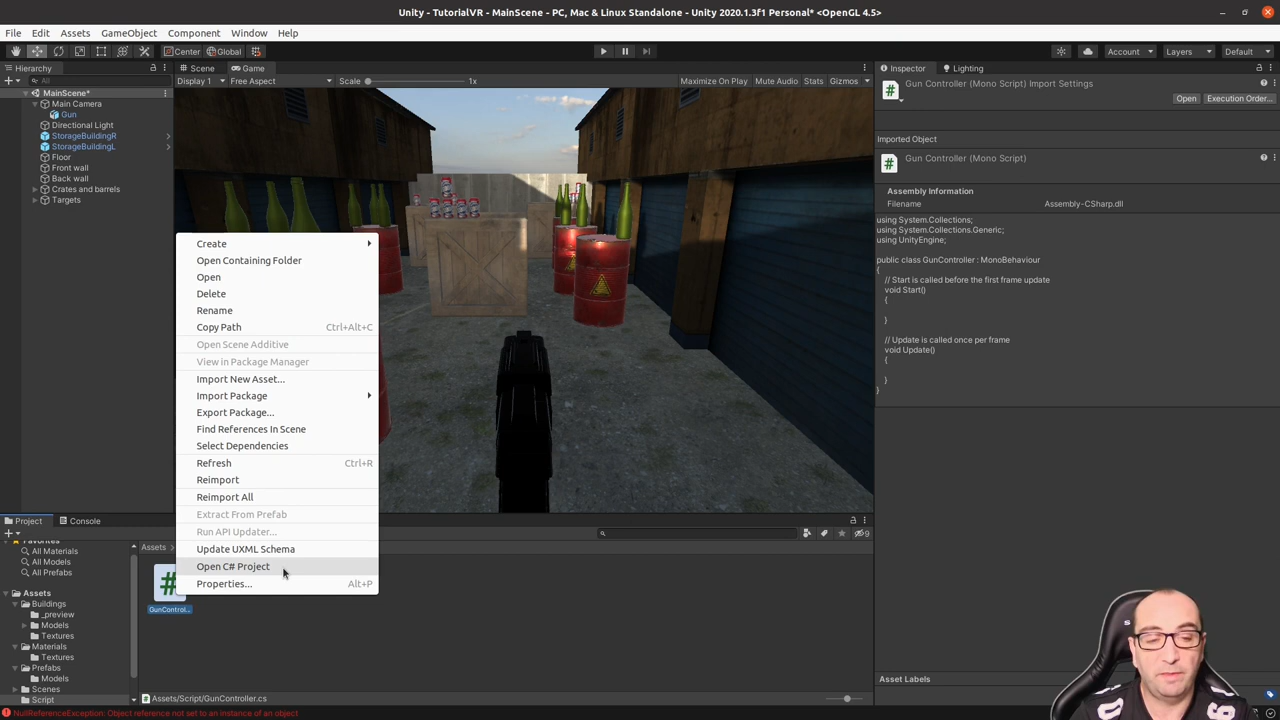 Unity - TutorialVR - MainScene - PC, Mac & Linux Standalone - Unity 2020.1.3f1 Personal* <OpenGL 4.5>
File Edit Assets GameObject Component Window Help
Center Global Account Layers Default
Hierarchy Scene Game Inspector Lighting
All Display 1 Free Aspect Scale 1x Maximize On Play Mute Audio Stats Gizmos
MainScene*
Main Camera
Gun
Directional Light
StorageBuildingR
StorageBuildingL
Floor
Front wall
Back wall
Crates and barrels
Targets
Create
Open Containing Folder
Open
Delete
Rename
Copy Path Ctrl+Alt+C
Open Scene Additive
View in Package Manager
Import New Asset...
Import Package
Export Package...
Find References In Scene
Select Dependencies
Refresh Ctrl+R
Reimport
Reimport All
Extract From Prefab
Run API Updater...
Update UXML Schema
Open C# Project
Properties... Alt+P
Gun Controller (Mono Script) Import Settings
Open Execution Order...
Imported Object
Gun Controller (Mono Script)
Assembly Information
Filename Assembly-CSharp.dll
using System.Collections;
using System.Collections.Generic;
using UnityEngine;
public class GunController : MonoBehaviour
{
// Start is called before the first frame update
void Start()
{
}
// Update is called once per frame
void Update()
{
}
}
Asset Labels
Project Console
Favorites
All Materials
All Models
All Prefabs
Assets
Buildings
_preview
Models
Textures
Materials
Textures
Prefabs
Models
Scenes
Script
Assets
9
#
GunControl...
Assets/Script/GunController.cs
NullReferenceException: Object reference not set to an instance of an object